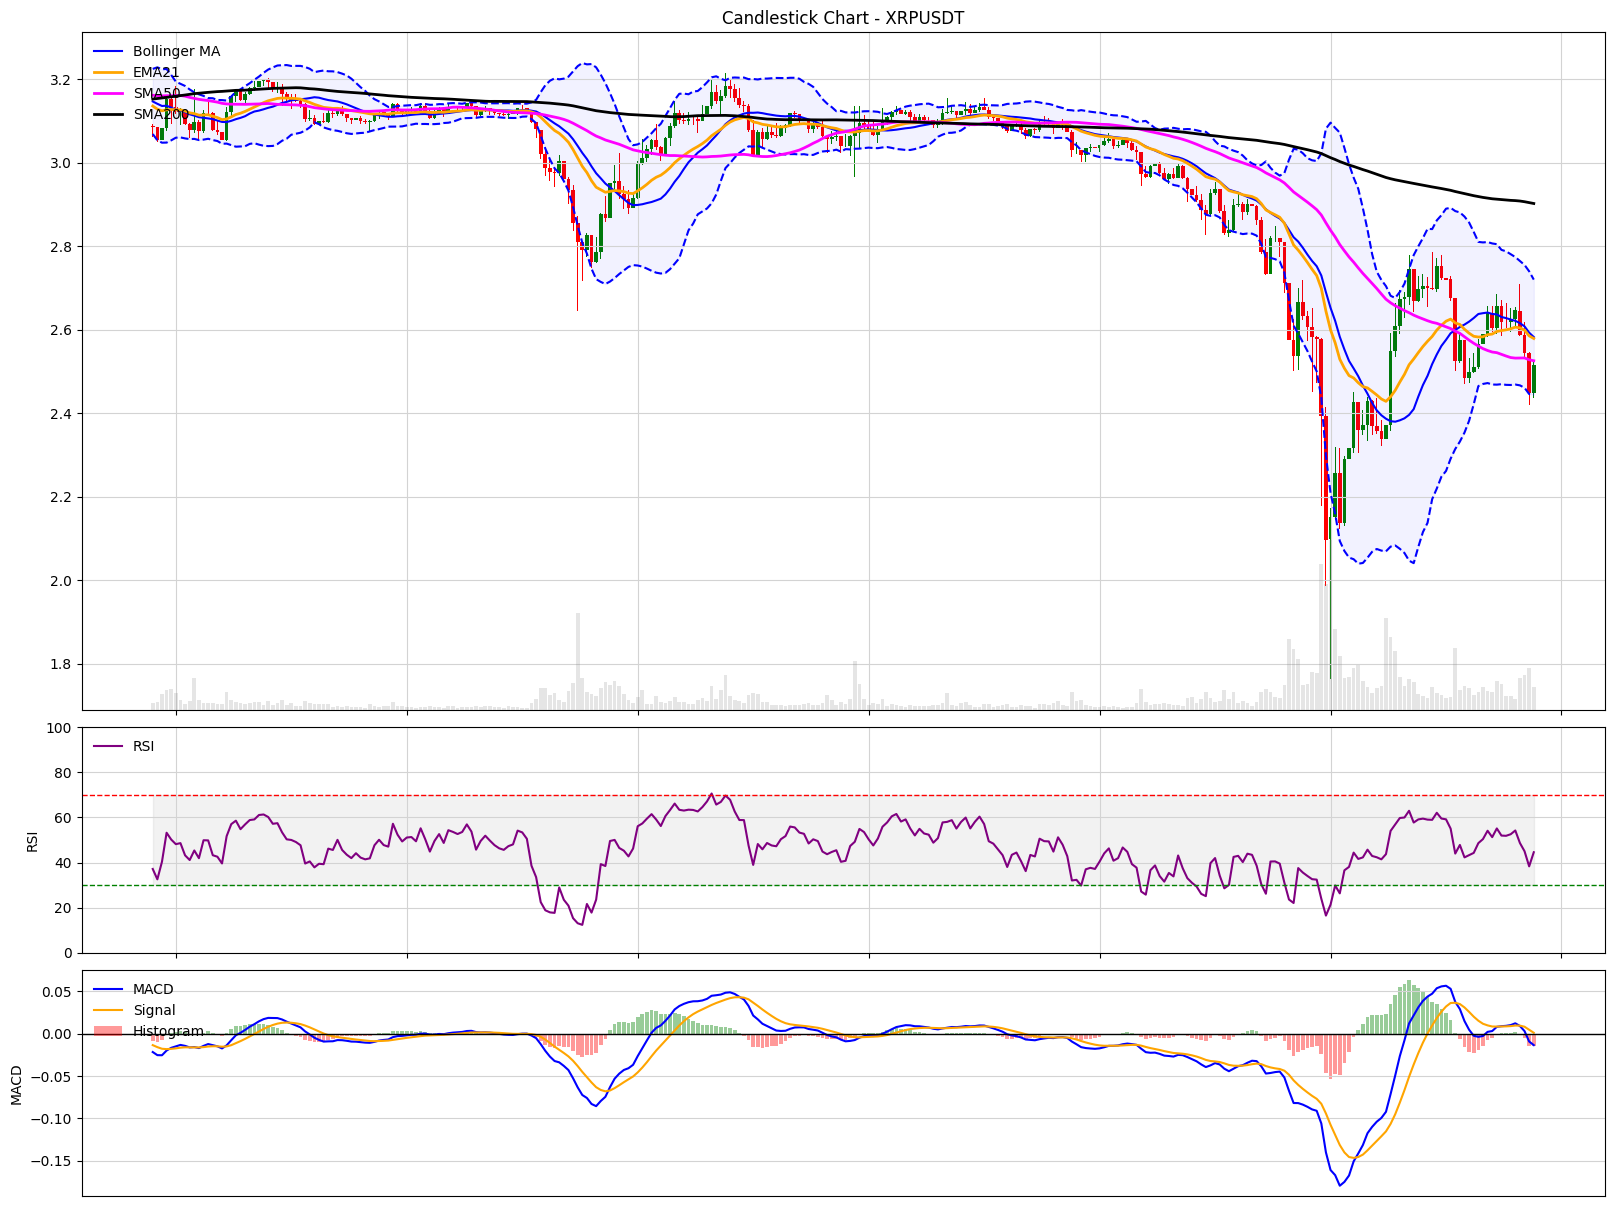 Candlestick Chart - XRPUSDT
Bollinger MA
EMA21
SMA50
SMA200
3.2
3.0
2.8
2.6
2.4
2.2
2.0
1.8
RSI
100
80
60
40
20
0
RSI
MACD
Signal
Histogram
0.05
0.00
−0.05
−0.10
−0.15
MACD